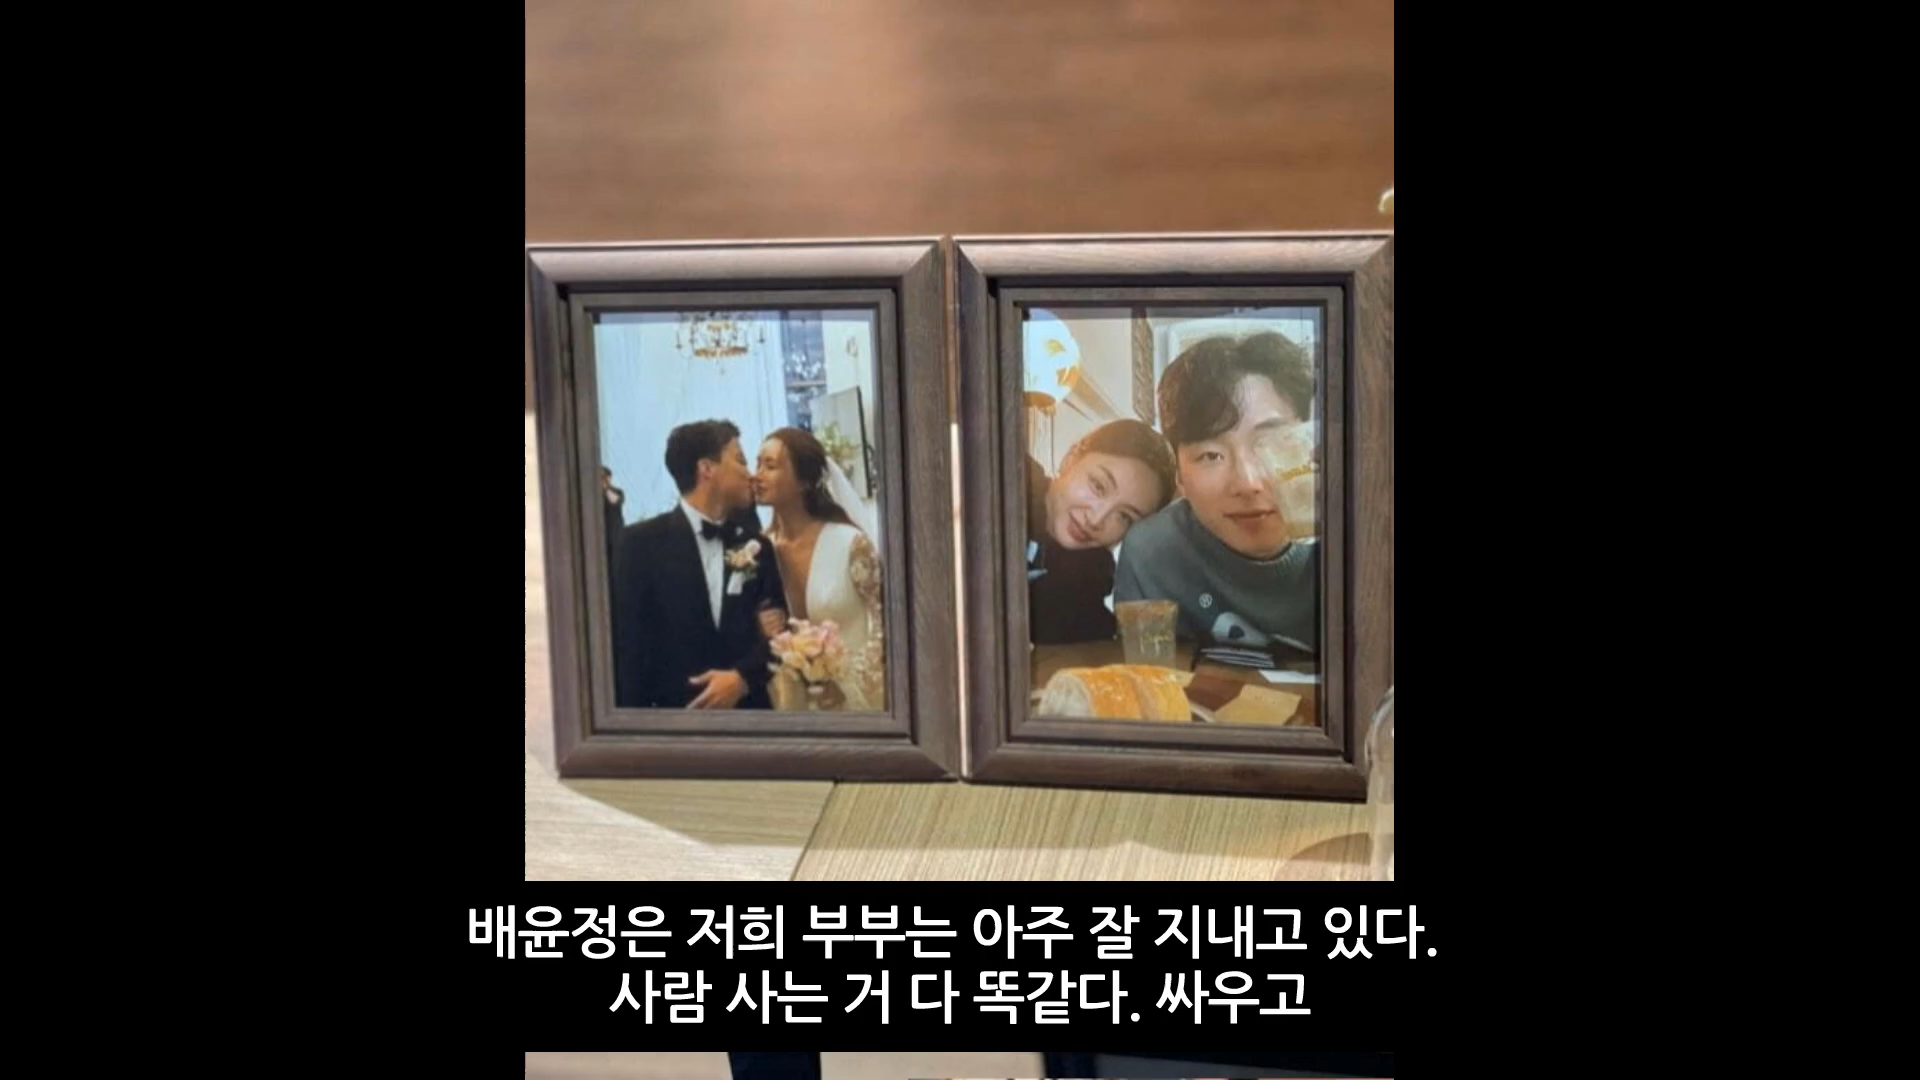 배윤정은 저희 부부는 아주 잘 지내고 있다.
사람 사는 거 다 똑같다. 싸우고